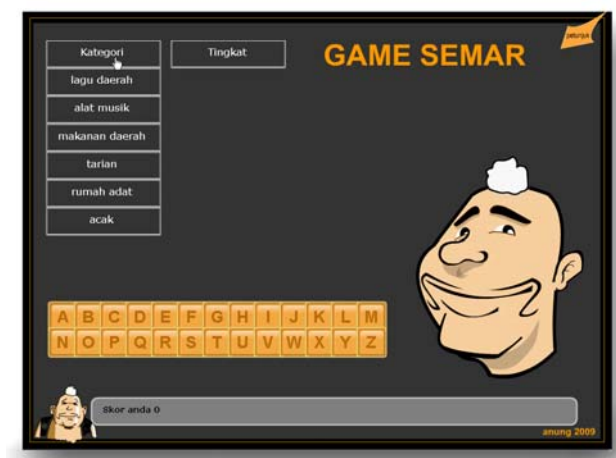 petunjuk
Kategori
Tingkat
GAME SEMAR
lagu daerah
alat musik
makanan daerah
tarian
rumah adat
acak
A B C D E F G H I J K L M
N O P Q R S T U V W X Y Z
Skor anda 0
anung 2009